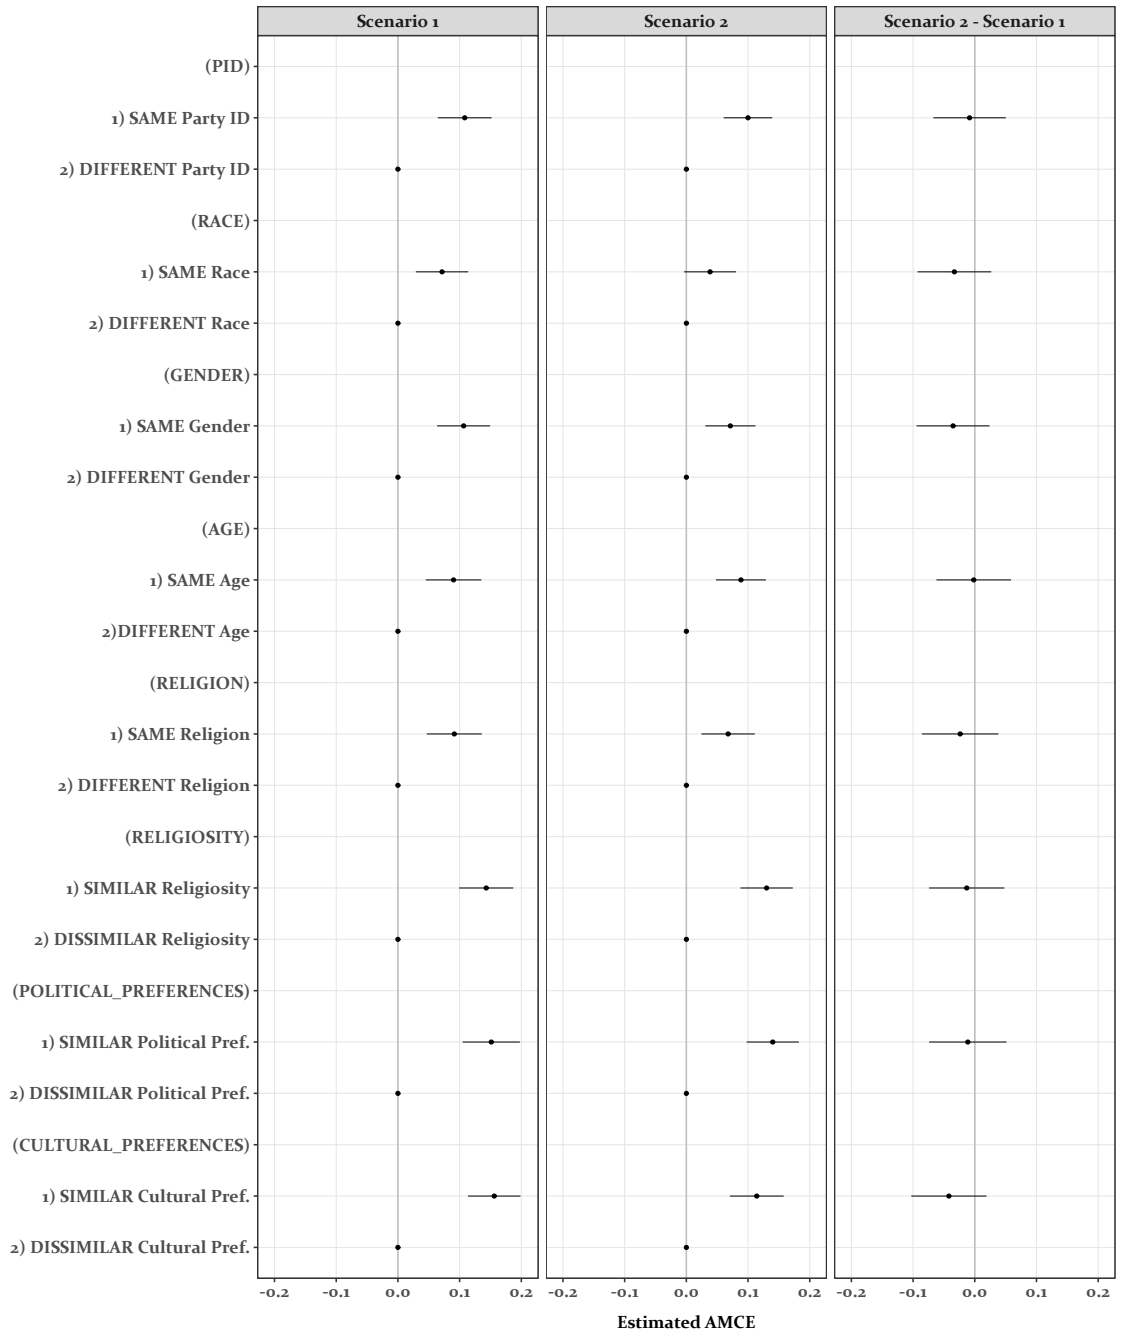 Scenario 1
Scenario 2
Scenario 2 - Scenario 1
(PID)
1) SAME Party ID
2) DIFFERENT Party ID
(RACE)
1) SAME Race
2) DIFFERENT Race
(GENDER)
1) SAME Gender
2) DIFFERENT Gender
(AGE)
1) SAME Age
2)DIFFERENT Age
(RELIGION)
1) SAME Religion
2) DIFFERENT Religion
(RELIGIOSITY)
1) SIMILAR Religiosity
2) DISSIMILAR Religiosity
(POLITICAL_PREFERENCES)
1) SIMILAR Political Pref.
2) DISSIMILAR Political Pref.
(CULTURAL_PREFERENCES)
1) SIMILAR Cultural Pref.
2) DISSIMILAR Cultural Pref.
-0.2 -0.1 0.0 0.1 0.2 -0.2 -0.1 0.0 0.1 0.2 -0.2 -0.1 0.0 0.1 0.2
Estimated AMCE